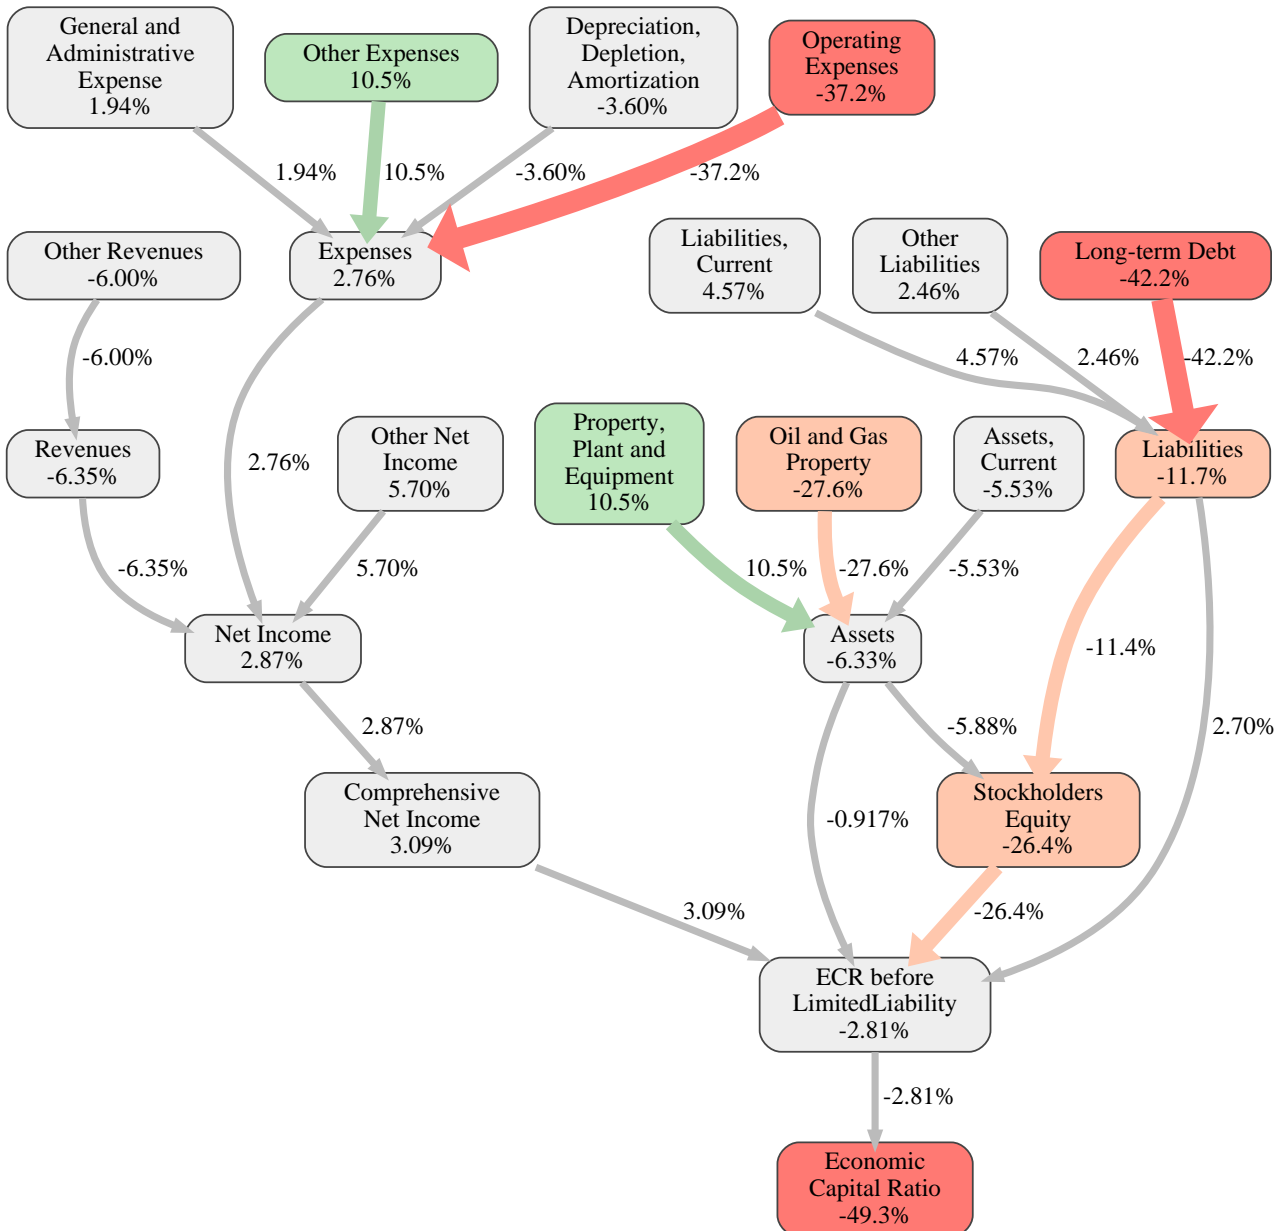 General and
Administrative
Expense
1.94%
Other Expenses
10.5%
Depreciation,
Depletion,
Amortization
-3.60%
Operating
Expenses
-37.2%
1.94%
10.5%
-3.60%
-37.2%
Other Revenues
-6.00%
Expenses
2.76%
Liabilities,
Current
4.57%
Other
Liabilities
2.46%
Long-term Debt
-42.2%
-6.00%
4.57%
2.46%
-42.2%
Revenues
-6.35%
2.76%
Other Net
Income
5.70%
Property,
Plant and
Equipment
10.5%
Oil and Gas
Property
-27.6%
Assets,
Current
-5.53%
Liabilities
-11.7%
-6.35%
5.70%
10.5%
-27.6%
-5.53%
Net Income
2.87%
Assets
-6.33%
-11.4%
2.87%
-5.88%
2.70%
Comprehensive
Net Income
3.09%
-0.917%
Stockholders
Equity
-26.4%
3.09%
-26.4%
ECR before
LimitedLiability
-2.81%
-2.81%
Economic
Capital Ratio
-49.3%